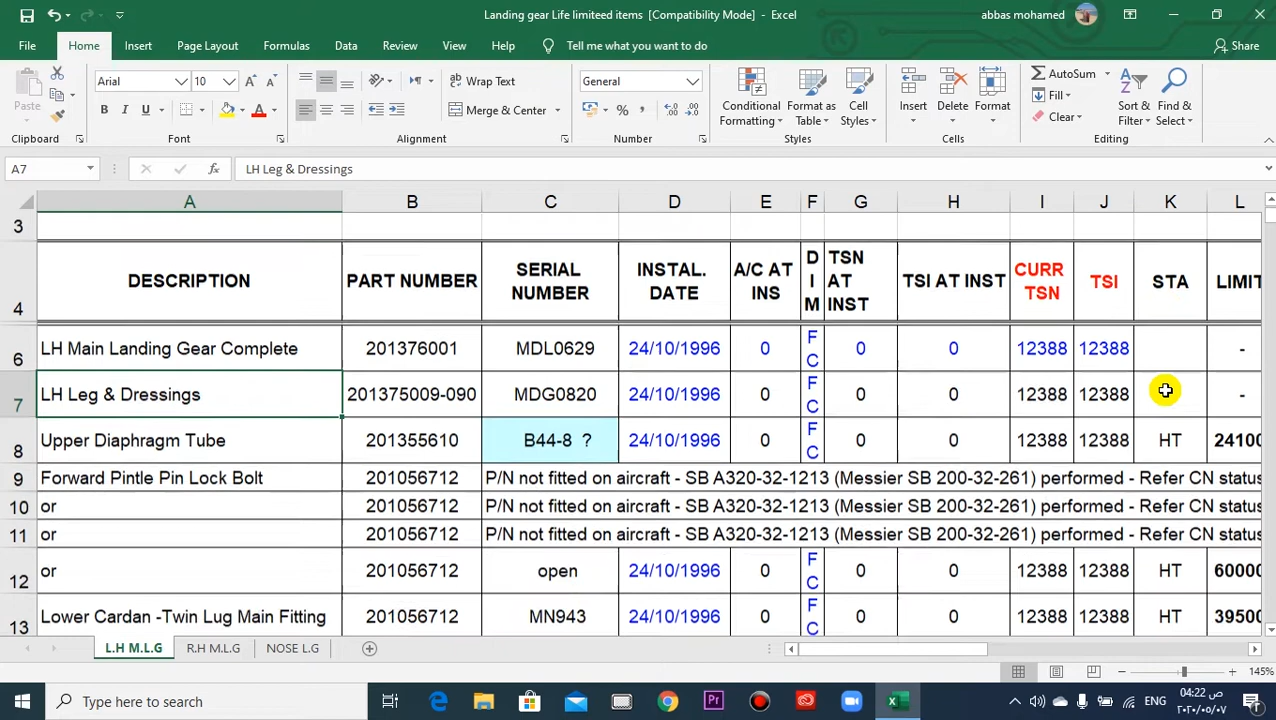 Landing gear Life limiteed items [Compatibility Mode] - Excel
abbas mohamed
File Home Insert Page Layout Formulas Data Review View Help Tell me what you want to do Share
Paste
Arial 10
B I U
A
Wrap Text
Merge & Center
General
%
Conditional Formatting
Format as Table
Cell Styles
Insert Delete Format
AutoSum
Fill
Clear
Sort & Filter
Find & Select
Clipboard Font Alignment Number Styles Cells Editing
A7 fx LH Leg & Dressings
A B C D E F G H I J K L
3
4 DESCRIPTION PART NUMBER SERIAL NUMBER INSTAL. DATE A/C AT INS DIM TSN AT INST TSI AT INST CURR TSN TSI STA LIMIT
6 LH Main Landing Gear Complete 201376001 MDL0629 24/10/1996 0 FC 0 0 12388 12388 -
7 LH Leg & Dressings 201375009-090 MDG0820 24/10/1996 0 FC 0 0 12388 12388 -
8 Upper Diaphragm Tube 201355610 B44-8 ? 24/10/1996 0 FC 0 0 12388 12388 HT 24100
9 Forward Pintle Pin Lock Bolt 201056712 P/N not fitted on aircraft - SB A320-32-1213 (Messier SB 200-32-261) performed - Refer CN status
10 or 201056712 P/N not fitted on aircraft - SB A320-32-1213 (Messier SB 200-32-261) performed - Refer CN status
11 or 201056712 P/N not fitted on aircraft - SB A320-32-1213 (Messier SB 200-32-261) performed - Refer CN status
12 or 201056712 open 24/10/1996 0 FC 0 0 12388 12388 HT 60000
13 Lower Cardan -Twin Lug Main Fitting 201056712 MN943 24/10/1996 0 FC 0 0 12388 12388 HT 39500
L.H M.L.G R.H M.L.G NOSE L.G
145%
Type here to search
Pr
ENG
04:22 ص
٢٠٢٠/٠٥/٠٧